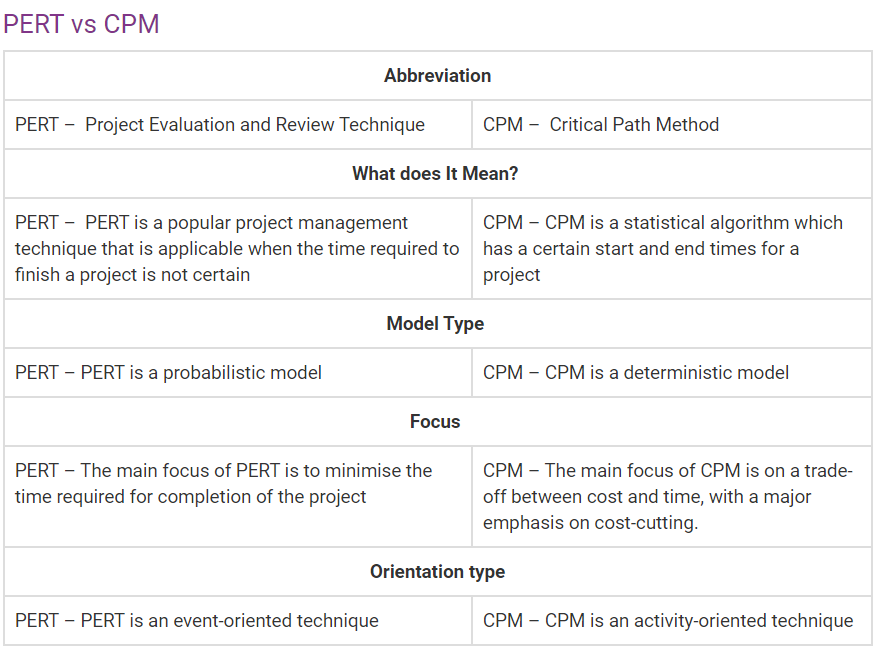 PERT vs CPM
Abbreviation
PERT –  Project Evaluation and Review Technique
CPM –  Critical Path Method
What does It Mean?
PERT –  PERT is a popular project management
technique that is applicable when the time required to
finish a project is not certain
CPM – CPM is a statistical algorithm which
has a certain start and end times for a
project
Model Type
PERT – PERT is a probabilistic model
CPM – CPM is a deterministic model
Focus
PERT – The main focus of PERT is to minimise the
time required for completion of the project
CPM – The main focus of CPM is on a trade-
off between cost and time, with a major
emphasis on cost-cutting.
Orientation type
PERT – PERT is an event-oriented technique
CPM – CPM is an activity-oriented technique